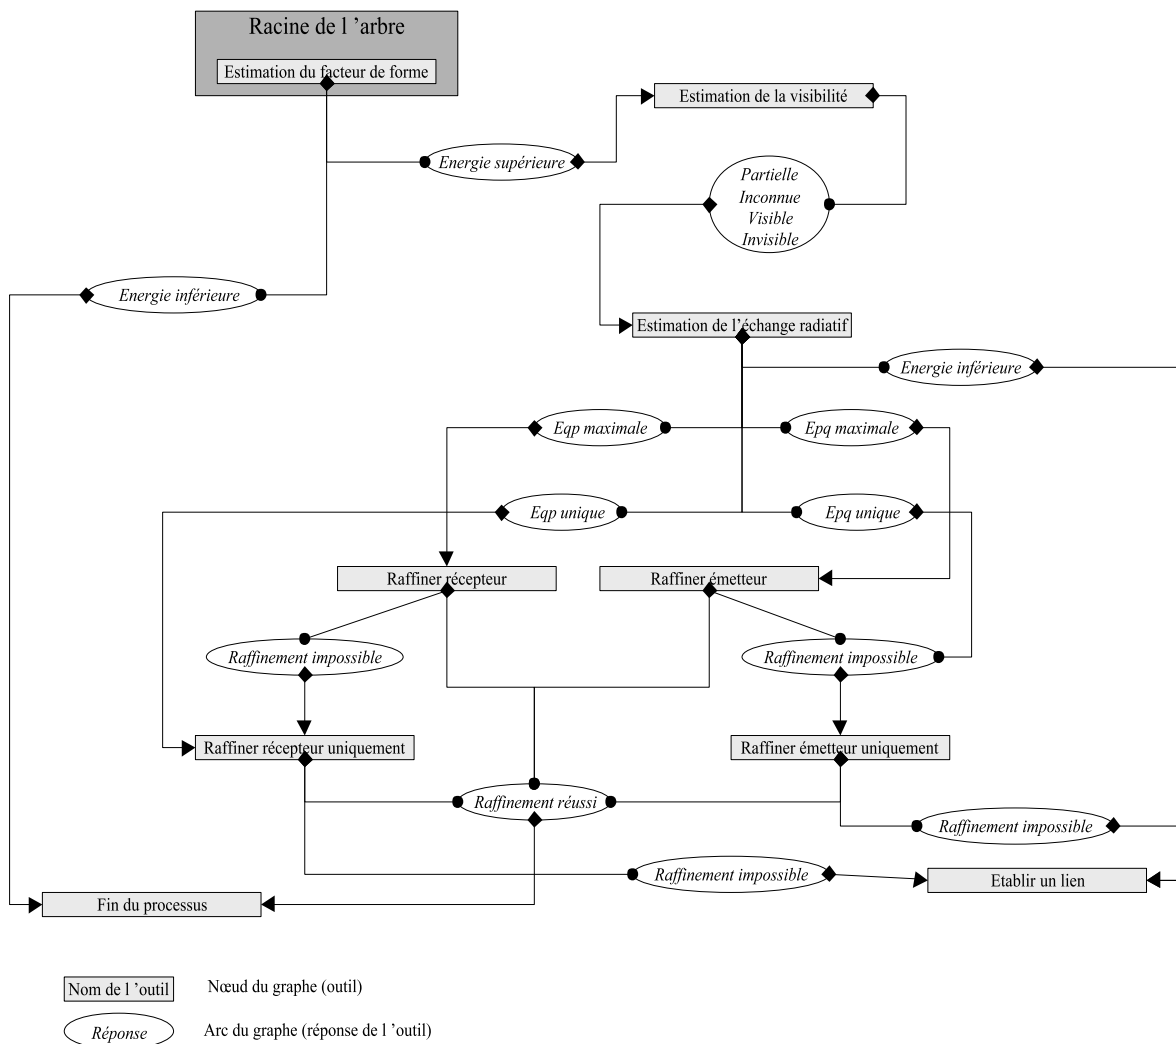 Racine de l ’arbre
Estimation du facteur de forme
Estimation de la visibilité
Energie supérieure
Partielle
Inconnue
Visible
Invisible
Energie inférieure
Estimation de l’échange radiatif
Energie inférieure
Eqp maximale
Epq maximale
Eqp unique
Epq unique
Raffiner récepteur
Raffiner émetteur
Raffinement impossible
Raffinement impossible
Raffiner récepteur uniquement
Raffiner émetteur uniquement
Raffinement réussi
Raffinement impossible
Raffinement impossible
Etablir un lien
Fin du processus
Nom de l ’outil
Nœud du graphe (outil)
Réponse
Arc du graphe (réponse de l ’outil)